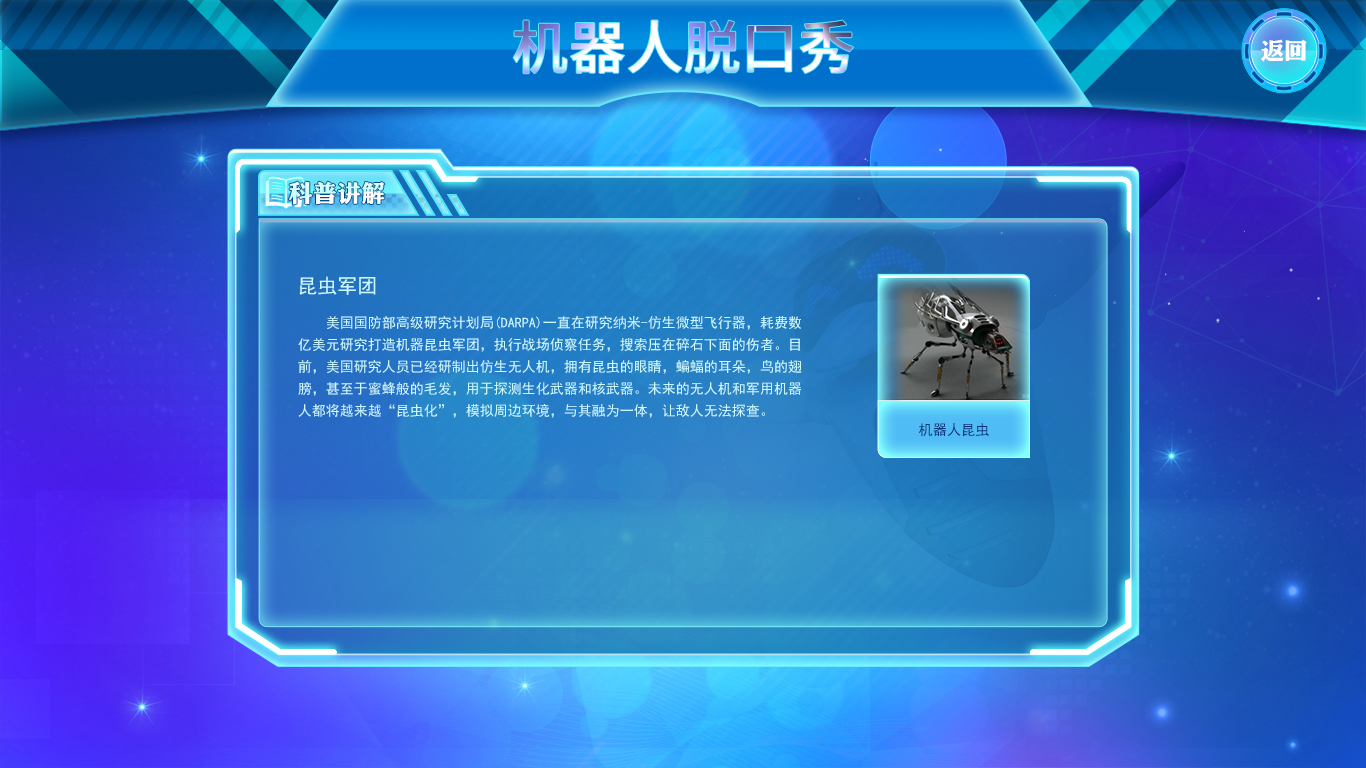 机器人脱口秀
返回
科普讲解
昆虫军团
美国国防部高级研究计划局(DARPA)一直在研究纳米-仿生微型飞行器，耗费数
亿美元研究打造机器昆虫军团，执行战场侦察任务，搜索压在碎石下面的伤者。目
前，美国研究人员已经研制出仿生无人机，拥有昆虫的眼睛，蝙蝠的耳朵，鸟的翅
膀，甚至于蜜蜂般的毛发，用于探测生化武器和核武器。未来的无人机和军用机器
人都将越来越“昆虫化”，模拟周边环境，与其融为一体，让敌人无法探查。
机器人昆虫